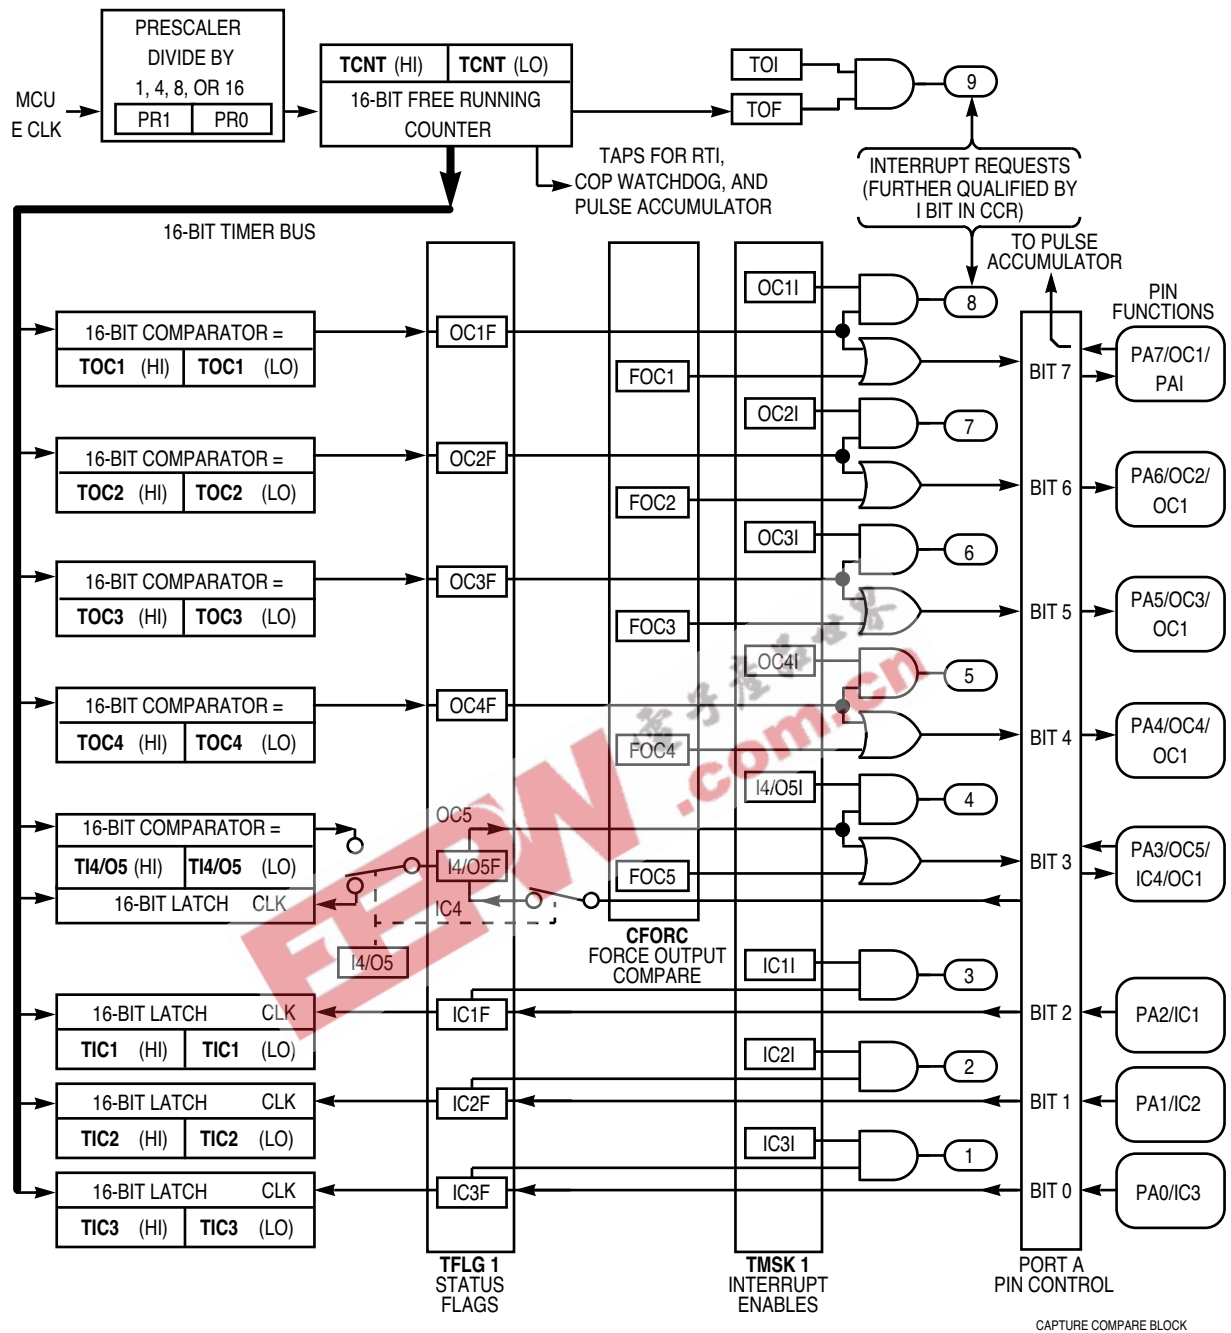 PRESCALER
DIVIDE BY
1, 4, 8, OR 16
PR1 PR0
MCU
E CLK
TCNT (HI) TCNT (LO)
16-BIT FREE RUNNING
COUNTER
TOI
TOF
9
TAPS FOR RTI,
COP WATCHDOG, AND
PULSE ACCUMULATOR
INTERRUPT REQUESTS
(FURTHER QUALIFIED BY
I BIT IN CCR)
16-BIT TIMER BUS
TO PULSE
ACCUMULATOR
PIN
FUNCTIONS
OC1I
8
16-BIT COMPARATOR =
TOC1 (HI) TOC1 (LO)
OC1F
FOC1
BIT 7
PA7/OC1/
PAI
OC2I
7
16-BIT COMPARATOR =
TOC2 (HI) TOC2 (LO)
OC2F
FOC2
BIT 6
PA6/OC2/
OC1
OC3I
6
16-BIT COMPARATOR =
TOC3 (HI) TOC3 (LO)
OC3F
FOC3
BIT 5
PA5/OC3/
OC1
OC4I
5
16-BIT COMPARATOR =
TOC4 (HI) TOC4 (LO)
OC4F
FOC4
BIT 4
PA4/OC4/
OC1
I4/O5I
4
16-BIT COMPARATOR =
TI4/O5 (HI) TI4/O5 (LO)
16-BIT LATCH CLK
OC5
I4/O5F
IC4
I4/O5
FOC5
BIT 3
PA3/OC5/
IC4/OC1
CFORC
FORCE OUTPUT
COMPARE
IC1I
3
16-BIT LATCH CLK
TIC1 (HI) TIC1 (LO)
IC1F
BIT 2
PA2/IC1
IC2I
2
16-BIT LATCH CLK
TIC2 (HI) TIC2 (LO)
IC2F
BIT 1
PA1/IC2
IC3I
1
16-BIT LATCH CLK
TIC3 (HI) TIC3 (LO)
IC3F
BIT 0
PA0/IC3
TFLG 1
STATUS
FLAGS
TMSK 1
INTERRUPT
ENABLES
PORT A
PIN CONTROL
CAPTURE COMPARE BLOCK
EEPW
.com.cn
電子產品世界